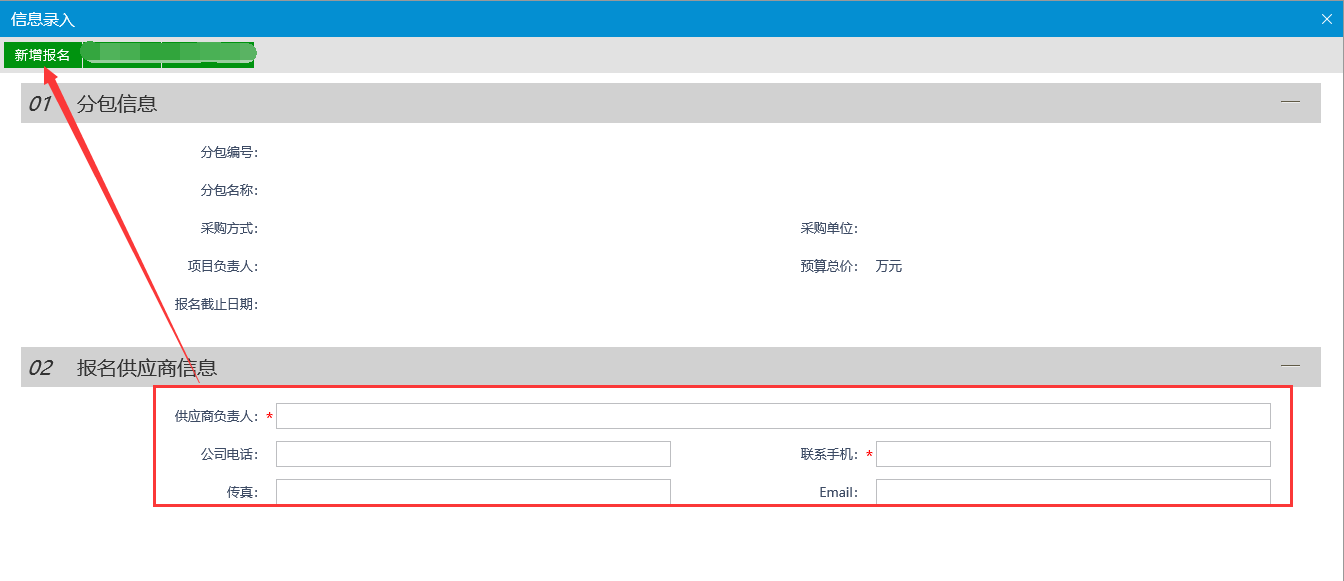 信息录入
新增报名
01 分包信息
分包编号:
分包名称:
采购方式: 采购单位:
项目负责人: 预算总价: 万元
报名截止日期:
02 报名供应商信息
供应商负责人: *
公司电话: 联系手机: *
传真: Email: